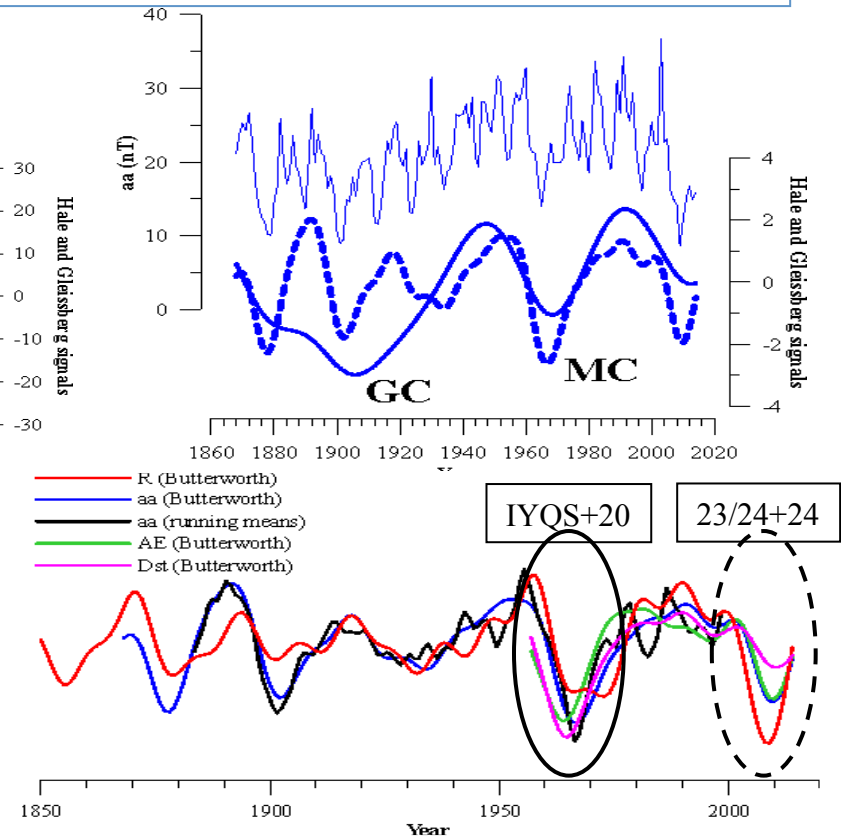 40
30
20
10
0
aa (nT)
30
20
10
0
-10
-20
-30
Hale and Gleissberg signals
4
2
0
-2
-4
Hale and Gleissberg signals
GC
MC
1860 1880 1900 1920 1940 1960 1980 2000 2020
R (Butterworth)
aa (Butterworth)
aa (running means)
AE (Butterworth)
Dst (Butterworth)
IYQS+20
23/24+24
1850 1900 1950 2000
Year